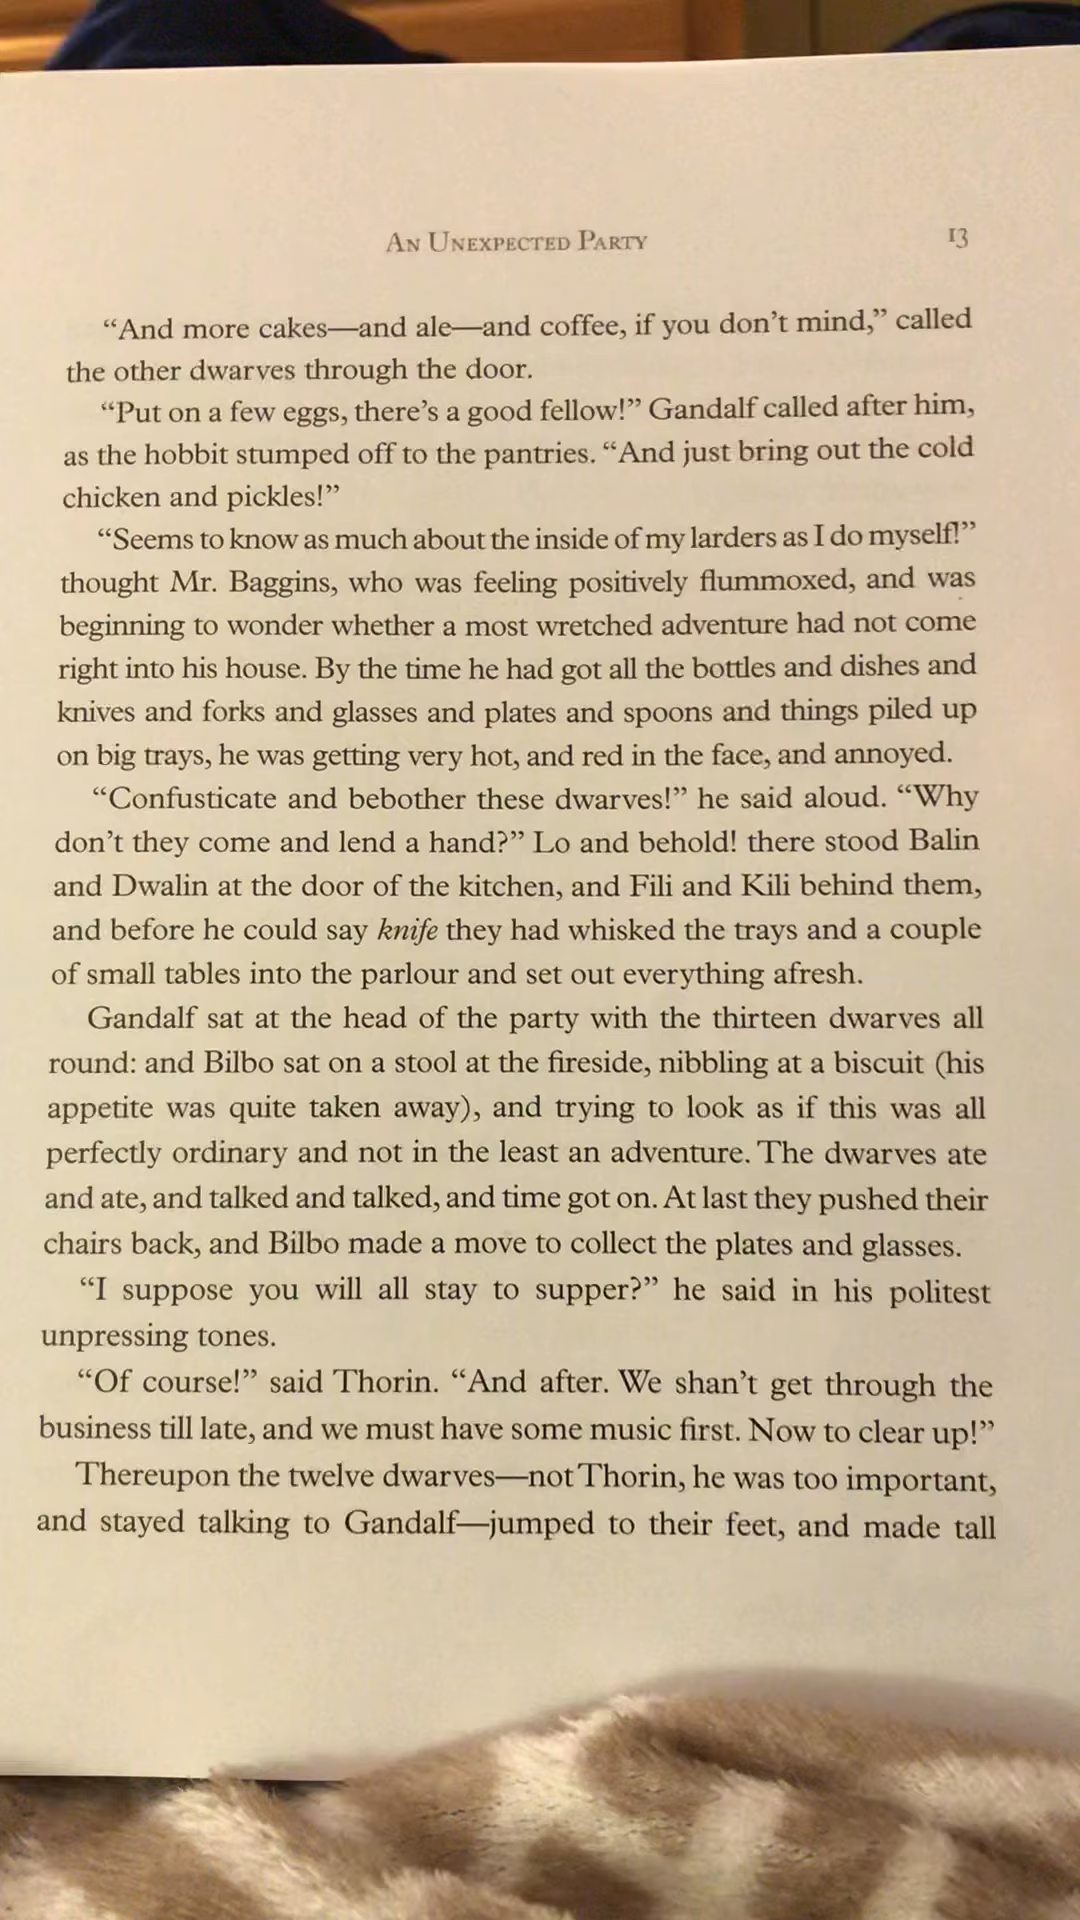 An Unexpected Party 13
“And more cakes—and ale—and coffee, if you don’t mind,” called
the other dwarves through the door.
“Put on a few eggs, there’s a good fellow!” Gandalf called after him,
as the hobbit stumped off to the pantries. “And just bring out the cold
chicken and pickles!”
“Seems to know as much about the inside of my larders as I do myself!”
thought Mr. Baggins, who was feeling positively flummoxed, and was
beginning to wonder whether a most wretched adventure had not come
right into his house. By the time he had got all the bottles and dishes and
knives and forks and glasses and plates and spoons and things piled up
on big trays, he was getting very hot, and red in the face, and annoyed.
“Confusticate and bebother these dwarves!” he said aloud. “Why
don’t they come and lend a hand?” Lo and behold! there stood Balin
and Dwalin at the door of the kitchen, and Fili and Kili behind them,
and before he could say knife they had whisked the trays and a couple
of small tables into the parlour and set out everything afresh.
Gandalf sat at the head of the party with the thirteen dwarves all
round: and Bilbo sat on a stool at the fireside, nibbling at a biscuit (his
appetite was quite taken away), and trying to look as if this was all
perfectly ordinary and not in the least an adventure. The dwarves ate
and ate, and talked and talked, and time got on. At last they pushed their
chairs back, and Bilbo made a move to collect the plates and glasses.
“I suppose you will all stay to supper?” he said in his politest
unpressing tones.
“Of course!” said Thorin. “And after. We shan’t get through the
business till late, and we must have some music first. Now to clear up!”
Thereupon the twelve dwarves—not Thorin, he was too important,
and stayed talking to Gandalf—jumped to their feet, and made tall